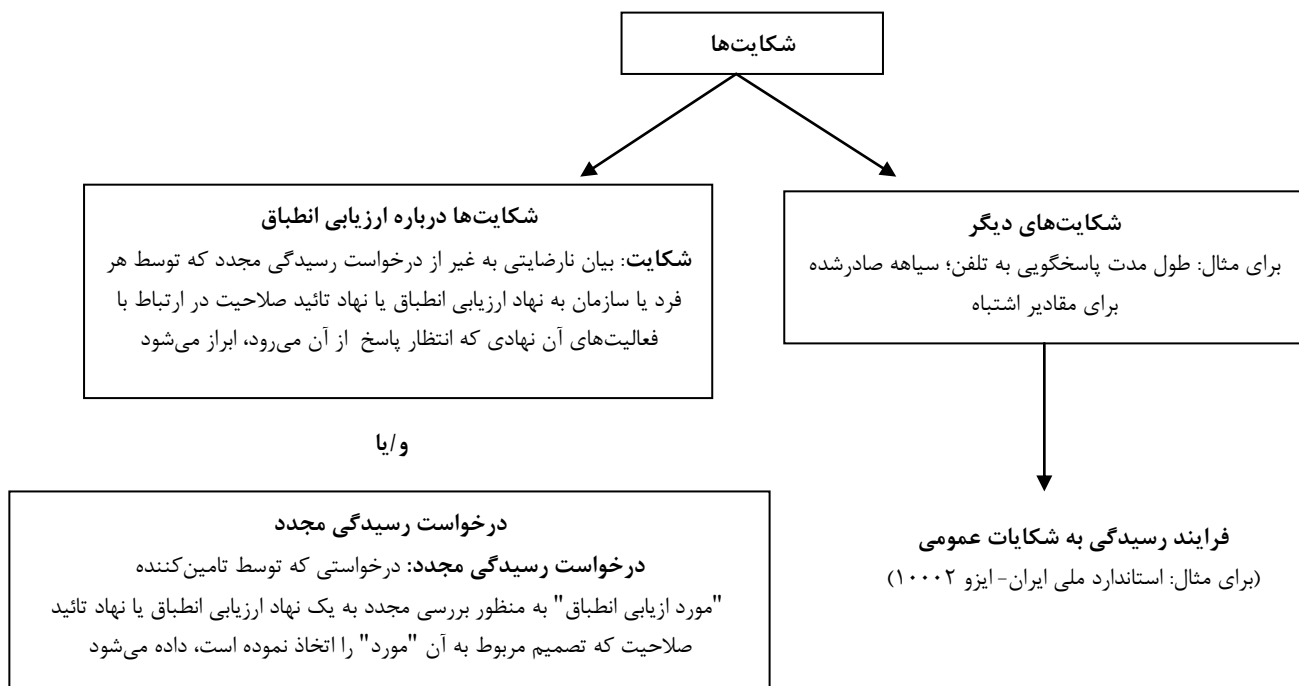 شکایت‌ها
شکایت‌ها درباره ارزیابی انطباق
شکایت: بیان نارضایتی به غیر از درخواست رسیدگی مجدد که توسط هر
فرد یا سازمان به نهاد ارزیابی انطباق یا نهاد تائید صلاحیت در ارتباط با
فعالیت‌های آن نهادی که انتظار پاسخ از آن می‌رود، ابراز می‌شود
شکایت‌های دیگر
برای مثال: طول مدت پاسخگویی به تلفن؛ سیاهه صادرشده
برای مقادیر اشتباه
و/یا
درخواست رسیدگی مجدد
درخواست رسیدگی مجدد: درخواستی که توسط تامین‌کننده
"مورد ازیابی انطباق" به منظور بررسی مجدد به یک نهاد ارزیابی انطباق یا نهاد تائید
صلاحیت که تصمیم مربوط به آن "مورد" را اتخاذ نموده است، داده می‌شود
فرایند رسیدگی به شکایات عمومی
(برای مثال: استاندارد ملی ایران- ایزو ۱۰۰۰۲)